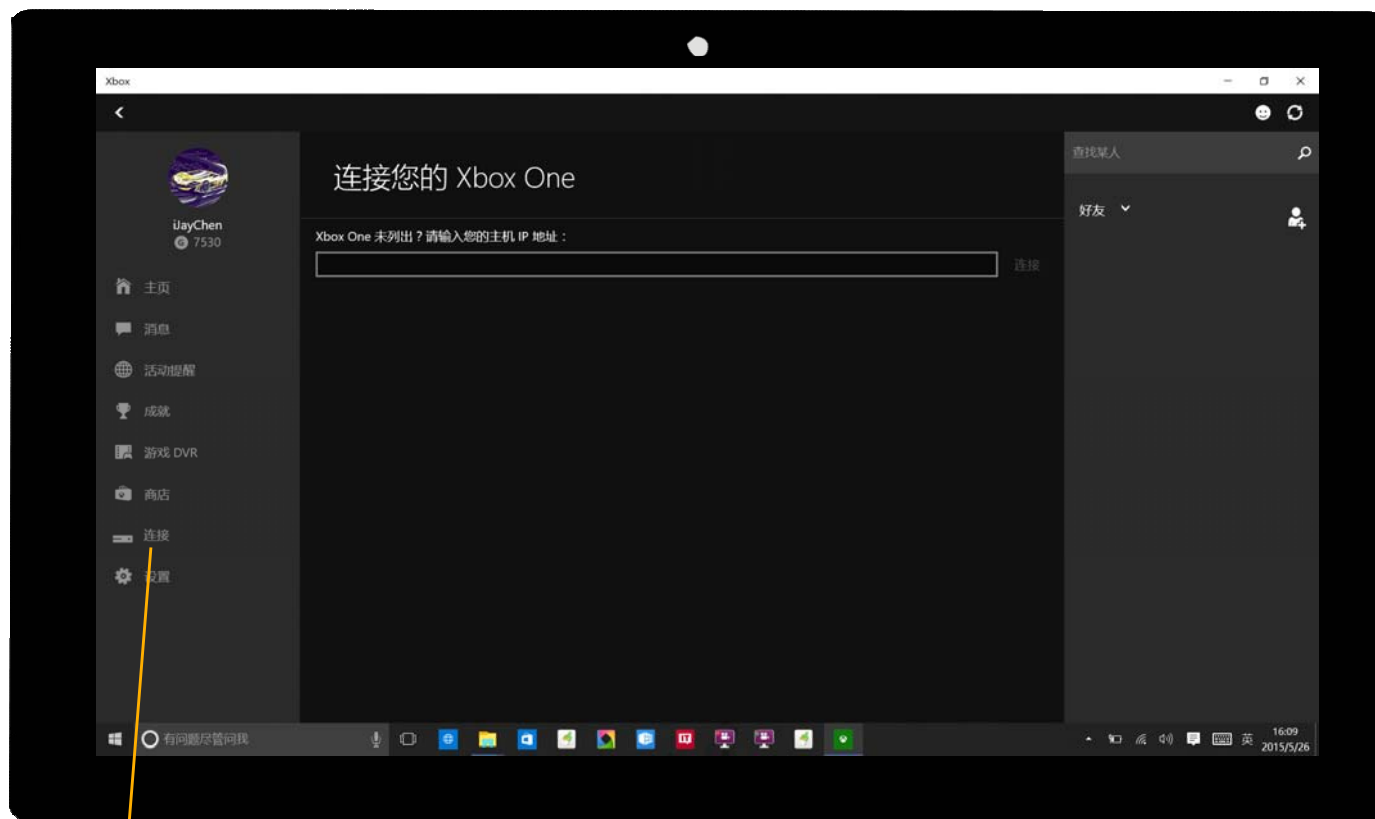 Xbox
iJayChen
G 7530
主页
消息
活动提醒
成就
游戏 DVR
商店
连接
设置
连接您的 Xbox One
Xbox One 未列出？请输入您的主机 IP 地址：
连接
查找某人
好友
有问题尽管问我
英
16:09
2015/5/26